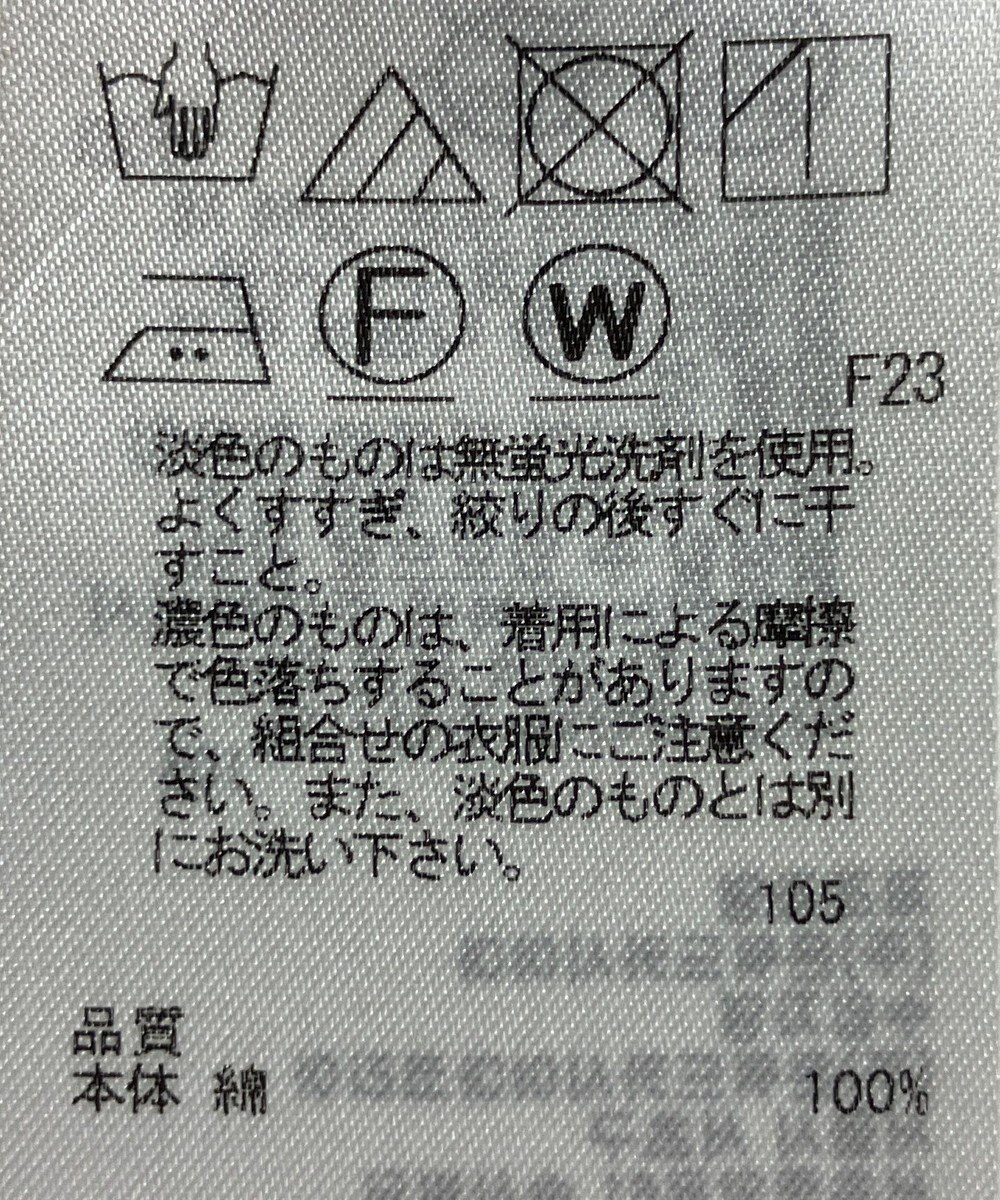 F
W
F23
淡色のものは無蛍光洗剤を使用。
よくすすぎ、絞りの後すぐに干
すこと。
濃色のものは、着用による摩擦
で色落ちすることがありますの
で、組合せの衣服にご注意くだ
さい。また、淡色のものとは別
にお洗い下さい。
105
品質
本体 綿 100%